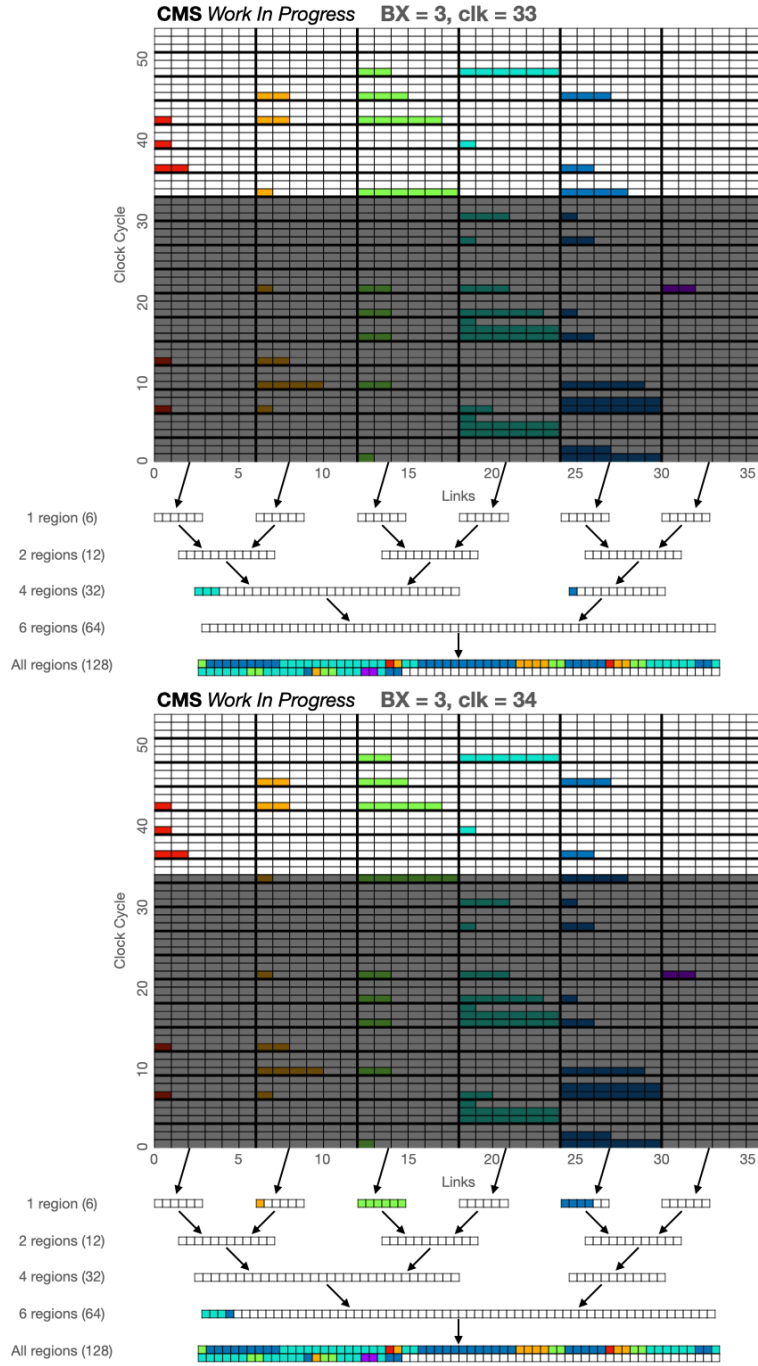 CMS Work In Progress BX = 3, clk = 33
50
40
30
20
10
0
Clock Cycle
0 5 10 15 20 25 30 35
Links
1 region (6)
2 regions (12)
4 regions (32)
6 regions (64)
All regions (128)
CMS Work In Progress BX = 3, clk = 34
50
40
30
20
10
0
Clock Cycle
0 5 10 15 20 25 30 35
Links
1 region (6)
2 regions (12)
4 regions (32)
6 regions (64)
All regions (128)